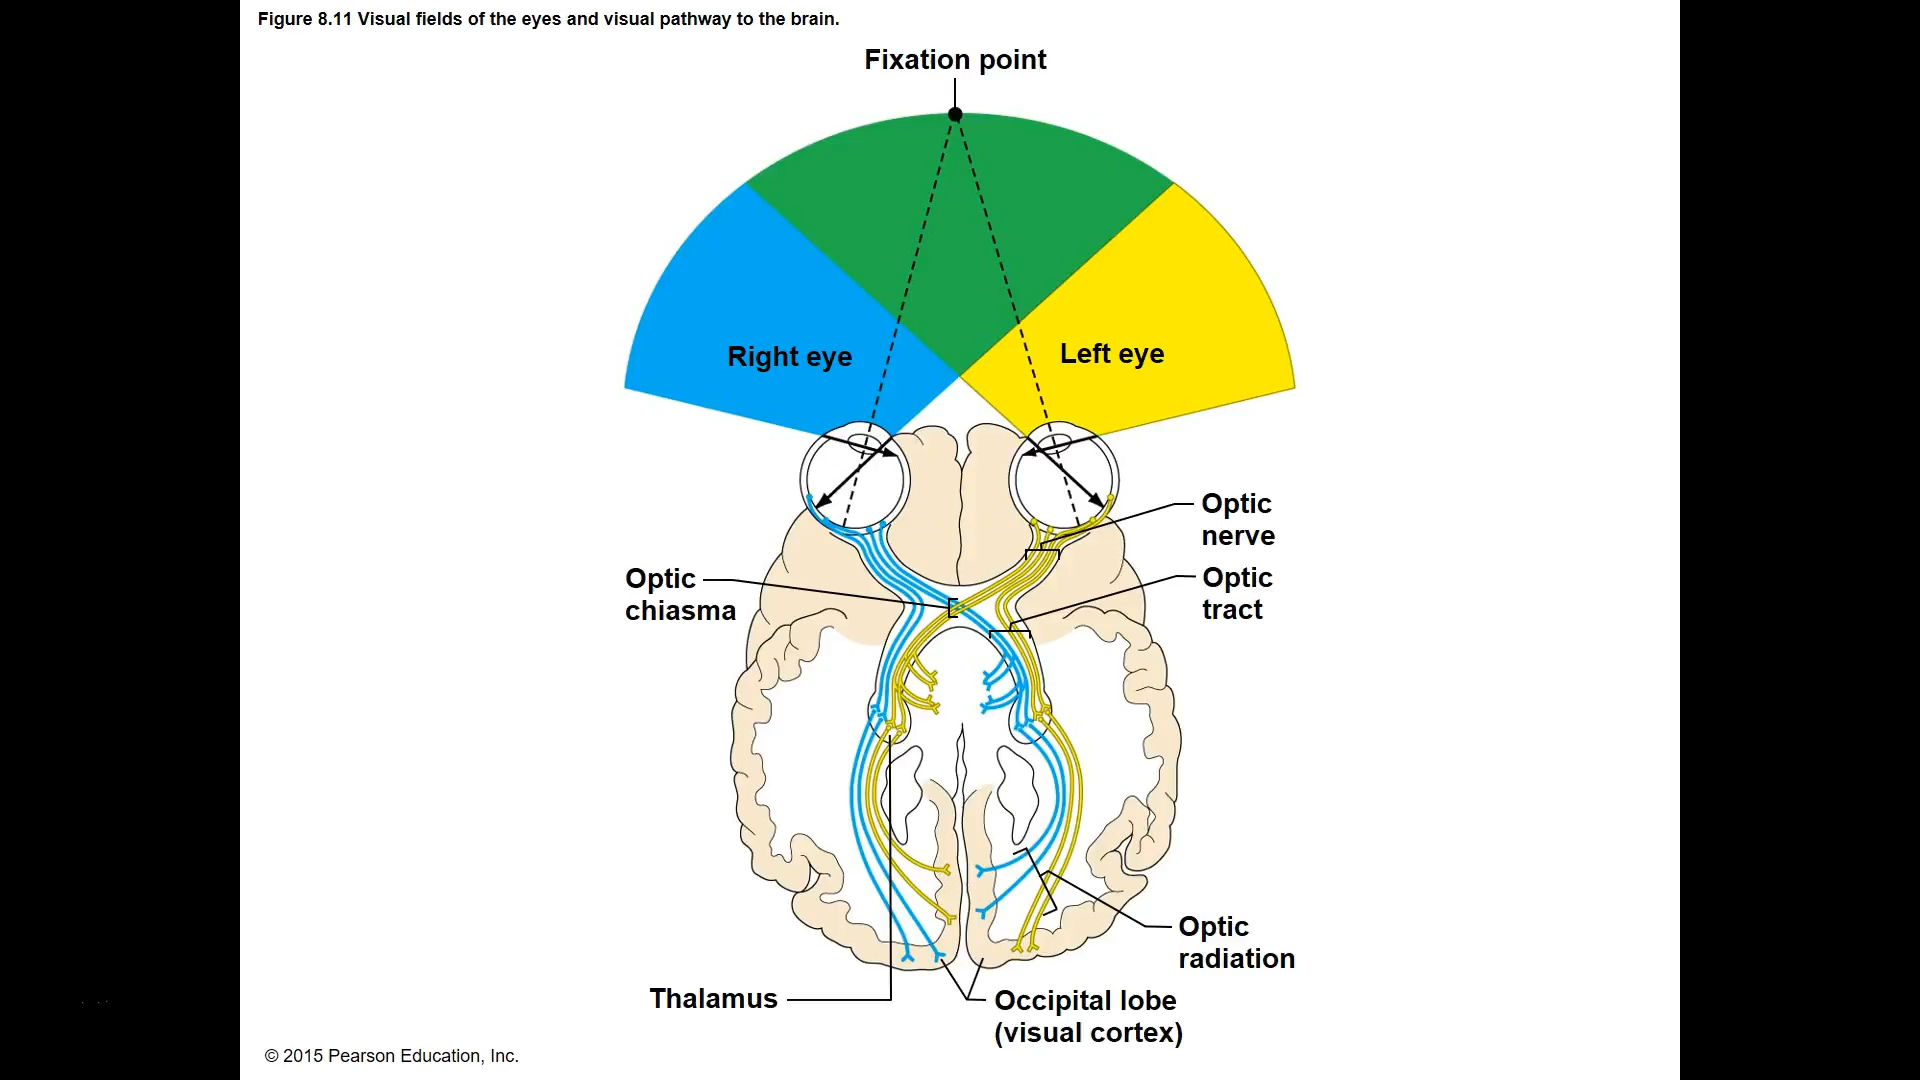 Figure 8.11 Visual fields of the eyes and visual pathway to the brain.
Fixation point
Right eye
Left eye
Optic
nerve
Optic
chiasma
Optic
tract
Optic
radiation
Thalamus
Occipital lobe
(visual cortex)
© 2015 Pearson Education, Inc.